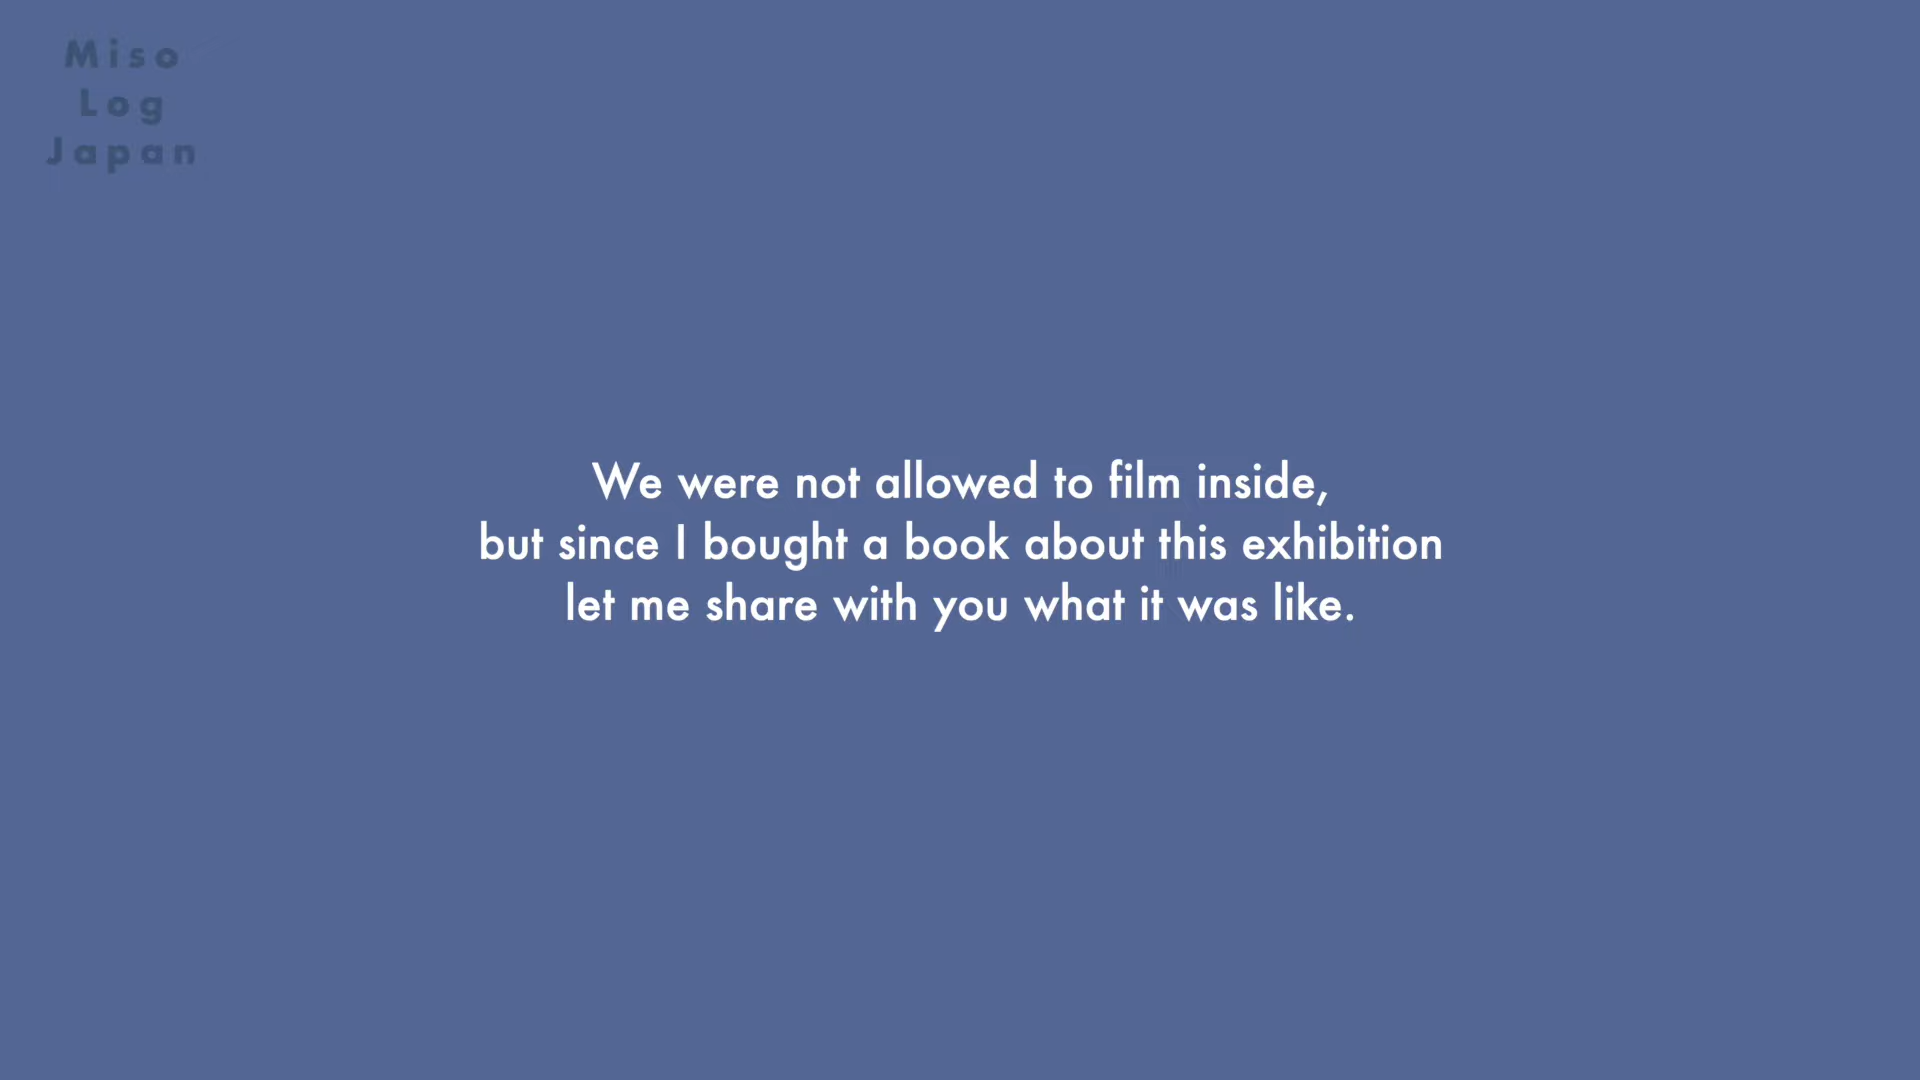 Miso
Log
Japan
We were not allowed to film inside,
but since I bought a book about this exhibition
let me share with you what it was like.